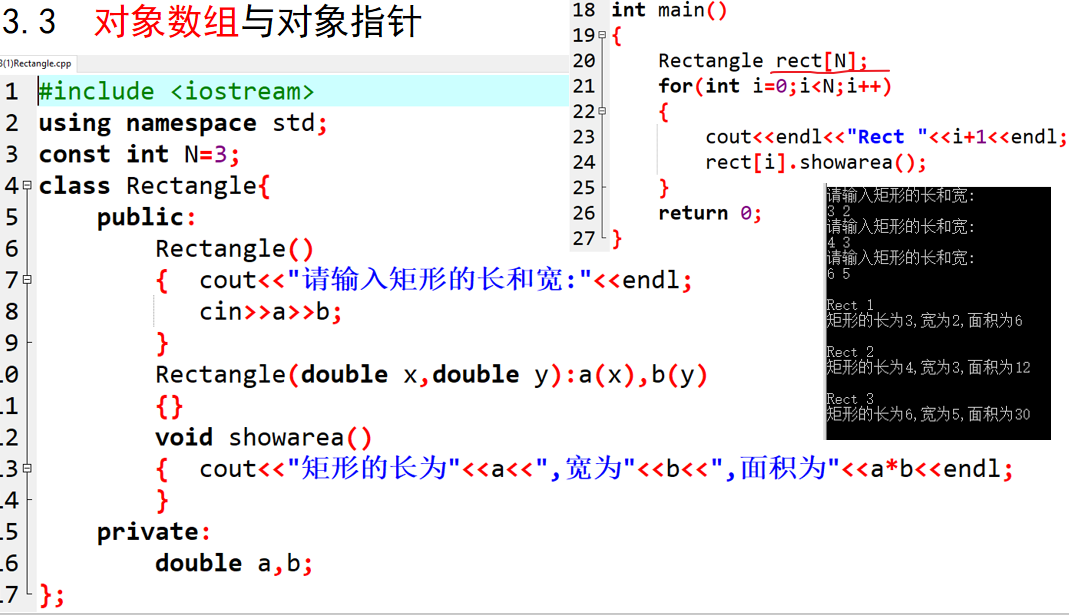 3.3 对象数组与对象指针
3(1)Rectangle.cpp
1 #include <iostream>
2 using namespace std;
3 const int N=3;
4 class Rectangle{
5 public:
6 Rectangle()
7 { cout<<"请输入矩形的长和宽:"<<endl;
8 cin>>a>>b;
9 }
.0 Rectangle(double x,double y):a(x),b(y)
.1 {}
.2 void showarea()
.3 { cout<<"矩形的长为"<<a<<",宽为"<<b<<",面积为"<<a*b<<endl;
.4 }
.5 private:
.6 double a,b;
.7 };
18 int main()
19 {
20 Rectangle rect[N];
21 for(int i=0;i<N;i++)
22 {
23 cout<<endl<<"Rect "<<i+1<<endl;
24 rect[i].showarea();
25 }
26 return 0;
27 }
请输入矩形的长和宽:
3 2
请输入矩形的长和宽:
4 3
请输入矩形的长和宽:
6 5
Rect 1
矩形的长为3,宽为2,面积为6
Rect 2
矩形的长为4,宽为3,面积为12
Rect 3
矩形的长为6,宽为5,面积为30